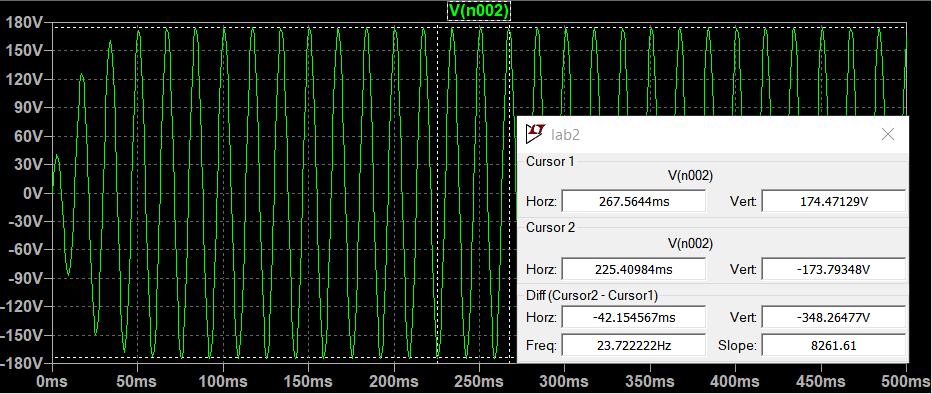 V(n002)
180V
150V
120V
90V
60V
30V
0V
-30V
-60V
-90V
-120V
-150V
-180V
0ms 50ms 100ms 150ms 200ms 250ms 300ms 350ms 400ms 450ms 500ms
lab2
Cursor 1
V(n002)
Horz: 267.5644ms Vert: 174.47129V
Cursor 2
V(n002)
Horz: 225.40984ms Vert: -173.79348V
Diff (Cursor2 - Cursor1)
Horz: -42.154567ms Vert: -348.26477V
Freq: 23.722222Hz Slope: 8261.61